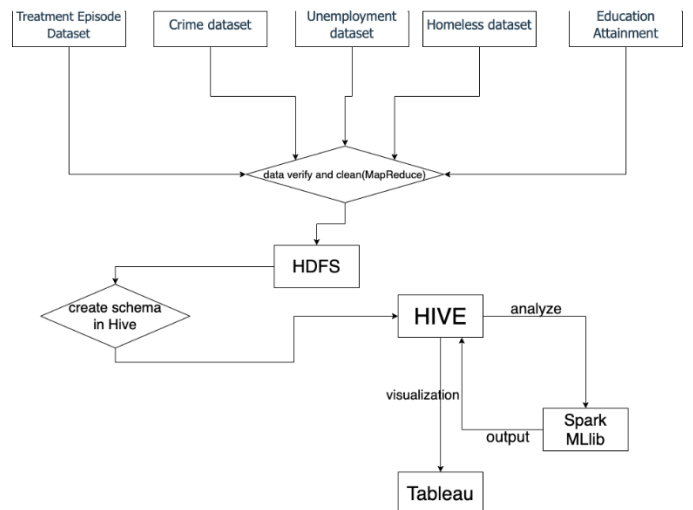 Treatment Episode
Dataset
Crime dataset
Unemployment
dataset
Homeless dataset
Education
Attainment
data verify and clean(MapReduce)
HDFS
create schema
in Hive
HIVE
analyze
visualization
Spark
MLlib
output
Tableau